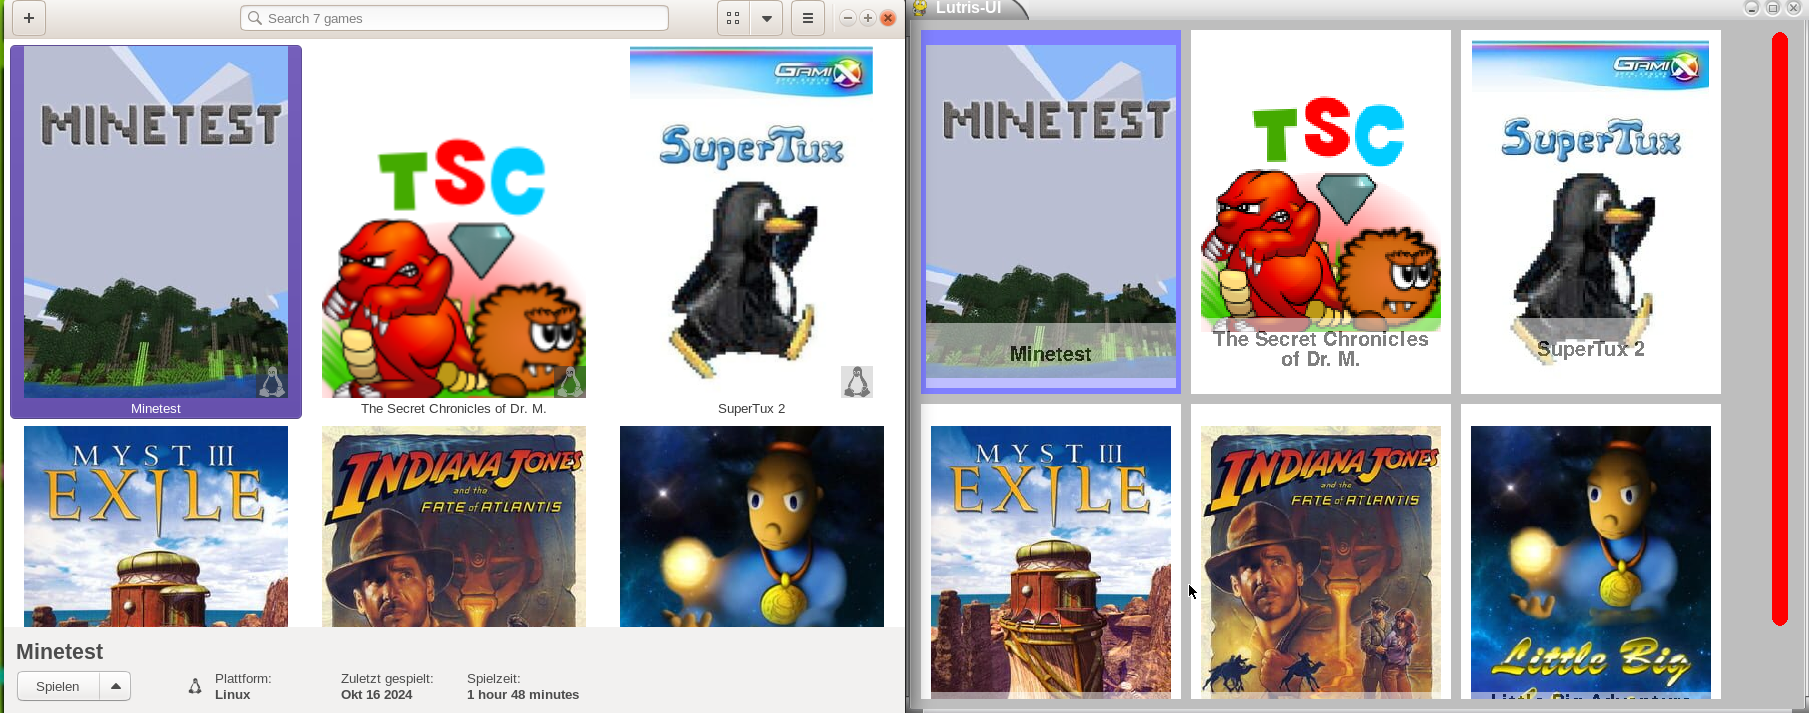 Search 7 games
MINETEST
TSC
GAMIX
SuperTux
Minetest
The Secret Chronicles of Dr. M.
SuperTux 2
MYST III
EXILE
INDIANA JONES
and the
FATE of ATLANTIS
Minetest
Spielen
Plattform:
Linux
Zuletzt gespielt:
Okt 16 2024
Spielzeit:
1 hour 48 minutes
Lutris-UI
MINETEST
TSC
GAMIX
SuperTux
Minetest
The Secret Chronicles
of Dr. M.
SuperTux 2
MYST III
EXILE
INDIANA JONES
and the
FATE of ATLANTIS
Little Big
Little Big Adventure